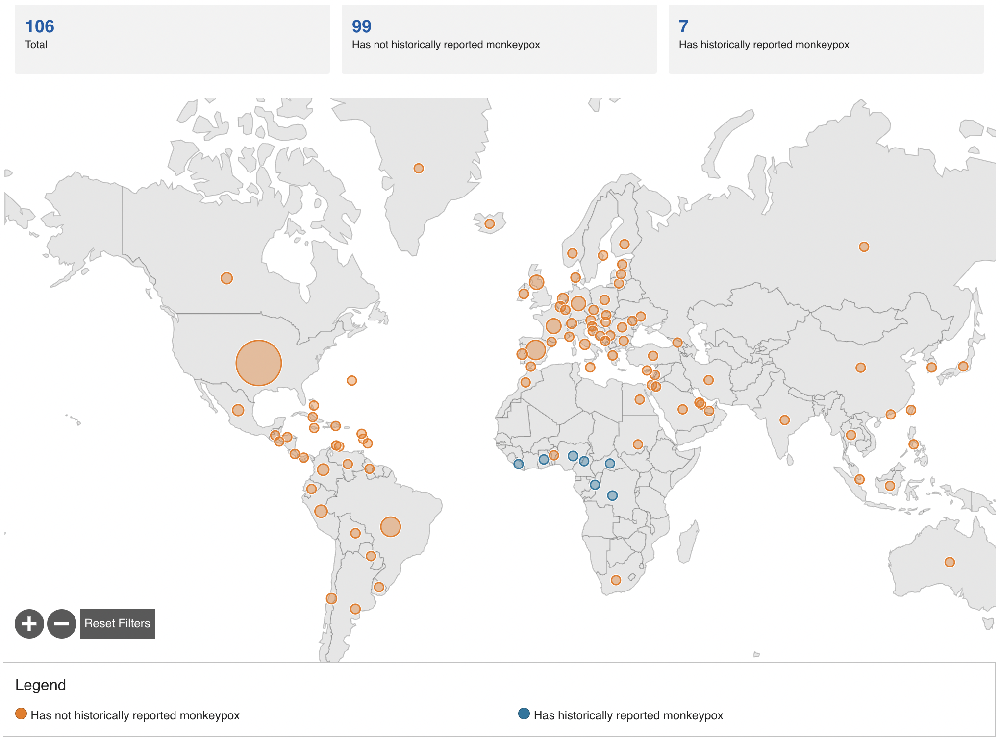 106
Total
99
Has not historically reported monkeypox
7
Has historically reported monkeypox
Reset Filters
Legend
Has not historically reported monkeypox
Has historically reported monkeypox